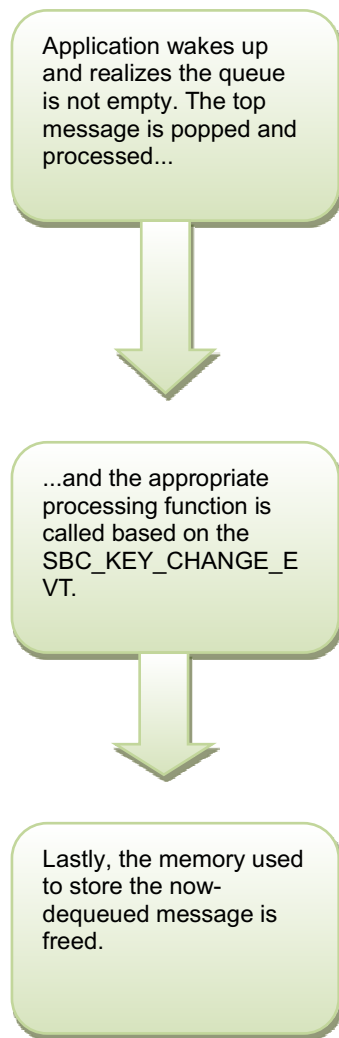 Application wakes up
and realizes the queue
is not empty. The top
message is popped and
processed...
...and the appropriate
processing function is
called based on the
SBC_KEY_CHANGE_E
VT.
Lastly, the memory used
to store the now-
dequeued message is
freed.